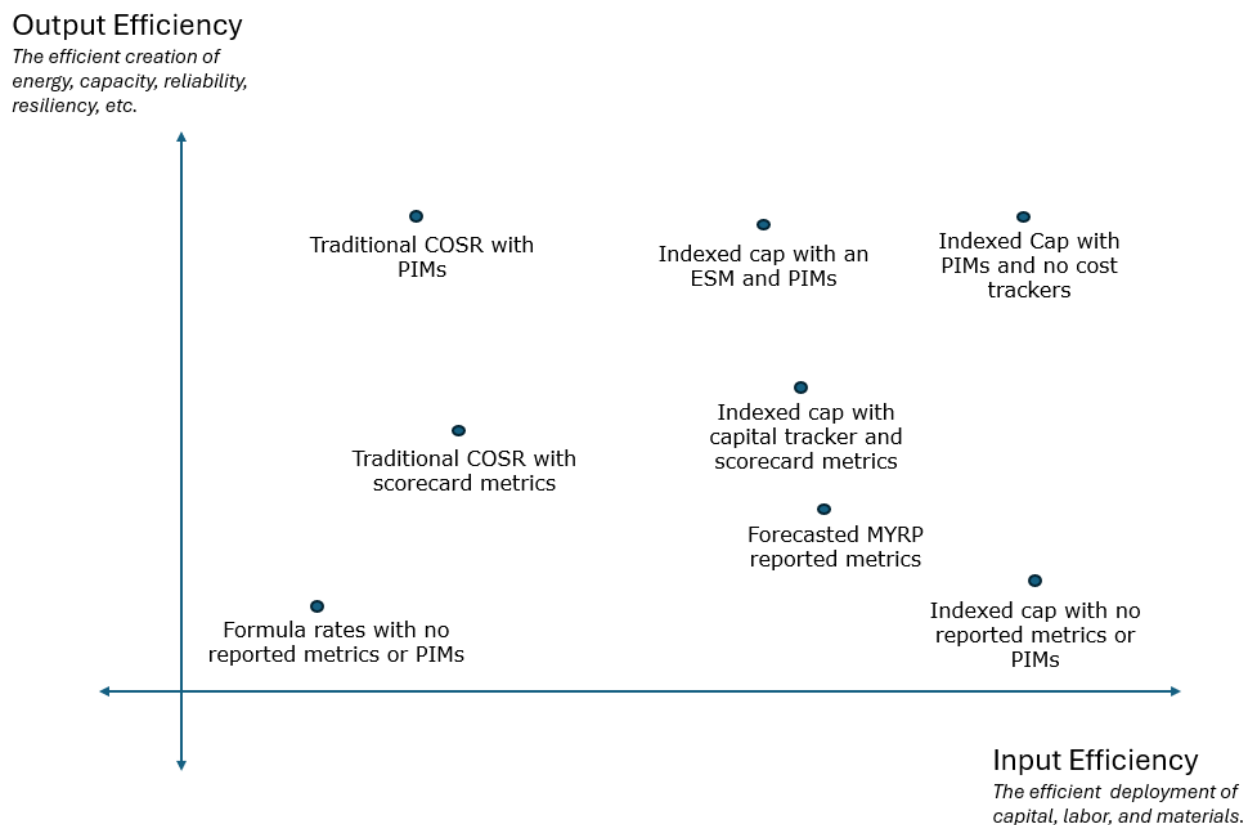 Output Efficiency
The efficient creation of
energy, capacity, reliability,
resiliency, etc.
Traditional COSR with
PIMs
Indexed cap with an
ESM and PIMs
Indexed Cap with
PIMs and no cost
trackers
Indexed cap with
capital tracker and
scorecard metrics
Traditional COSR with
scorecard metrics
Forecasted MYRP
reported metrics
Formula rates with no
reported metrics or PIMs
Indexed cap with no
reported metrics or
PIMs
Input Efficiency
The efficient deployment of
capital, labor, and materials.